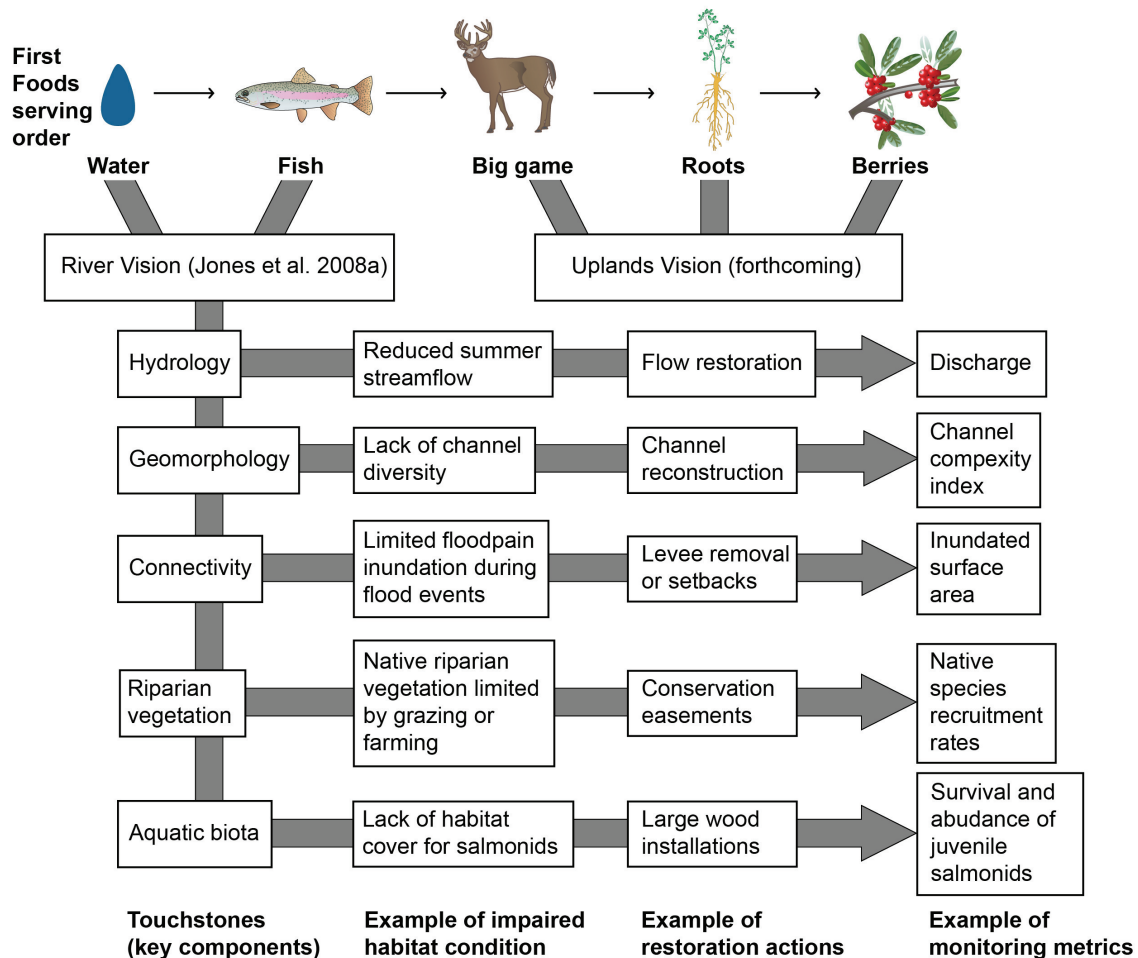 First
Foods
serving
order
Water
Fish
Big game
Roots
Berries
River Vision (Jones et al. 2008a)
Uplands Vision (forthcoming)
Hydrology
Reduced summer
streamflow
Flow restoration
Discharge
Geomorphology
Lack of channel
diversity
Channel
reconstruction
Channel
compexity
index
Connectivity
Limited floodpain
inundation during
flood events
Levee removal
or setbacks
Inundated
surface
area
Riparian
vegetation
Native riparian
vegetation limited
by grazing or
farming
Conservation
easements
Native
species
recruitment
rates
Aquatic biota
Lack of habitat
cover for salmonids
Large wood
installations
Survival and
abudance of
juvenile
salmonids
Touchstones
(key components)
Example of impaired
habitat condition
Example of
restoration actions
Example of
monitoring metrics